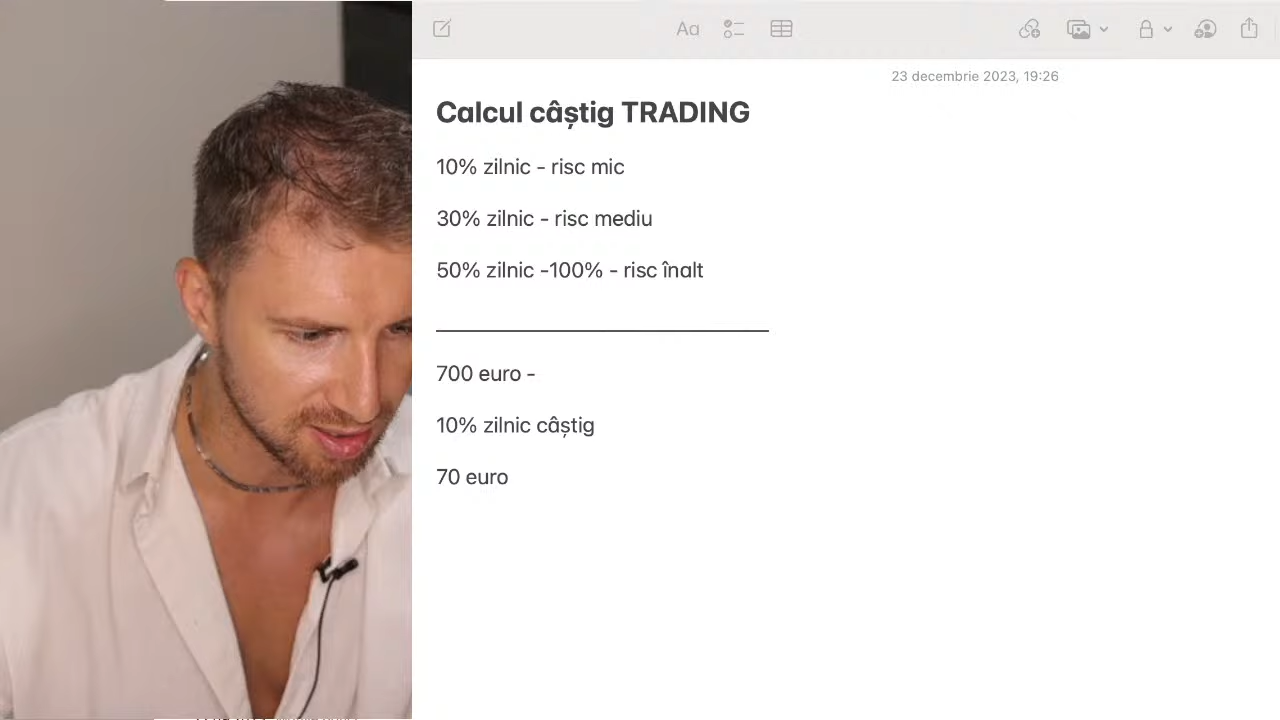 Aa
23 decembrie 2023, 19:26
Calcul câștig TRADING
10% zilnic - risc mic
30% zilnic - risc mediu
50% zilnic -100% - risc înalt
700 euro -
10% zilnic câștig
70 euro